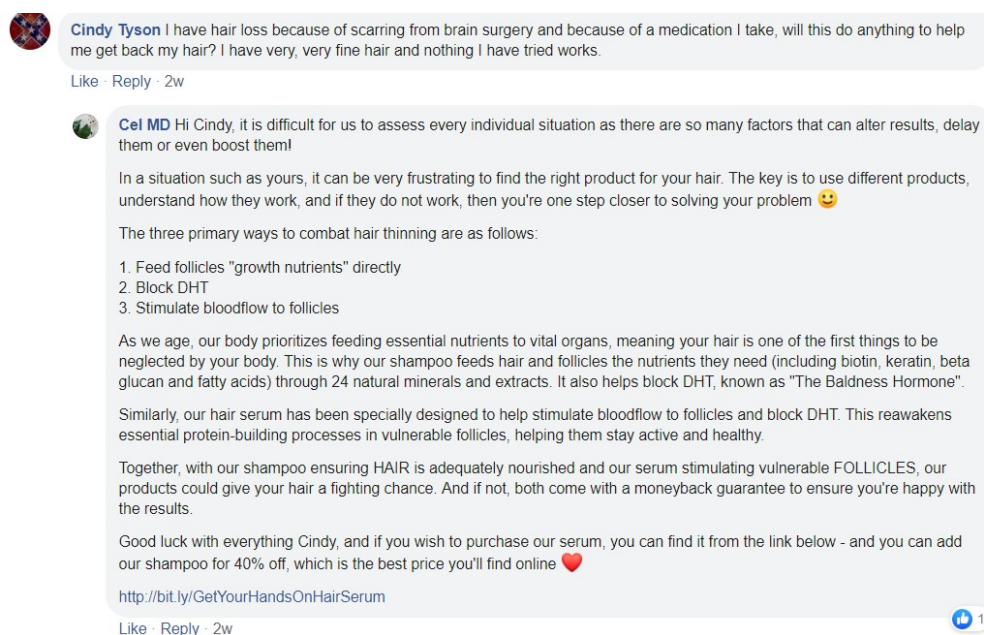 Cindy Tyson I have hair loss because of scarring from brain surgery and because of a medication I take, will this do anything to help
me get back my hair? I have very, very fine hair and nothing I have tried works.
Like · Reply · 2w
Cel MD Hi Cindy, it is difficult for us to assess every individual situation as there are so many factors that can alter results, delay
them or even boost them!
In a situation such as yours, it can be very frustrating to find the right product for your hair. The key is to use different products,
understand how they work, and if they do not work, then you're one step closer to solving your problem 🙂
The three primary ways to combat hair thinning are as follows:
1. Feed follicles "growth nutrients" directly
2. Block DHT
3. Stimulate bloodflow to follicles
As we age, our body prioritizes feeding essential nutrients to vital organs, meaning your hair is one of the first things to be
neglected by your body. This is why our shampoo feeds hair and follicles the nutrients they need (including biotin, keratin, beta
glucan and fatty acids) through 24 natural minerals and extracts. It also helps block DHT, known as "The Baldness Hormone".
Similarly, our hair serum has been specially designed to help stimulate bloodflow to follicles and block DHT. This reawakens
essential protein-building processes in vulnerable follicles, helping them stay active and healthy.
Together, with our shampoo ensuring HAIR is adequately nourished and our serum stimulating vulnerable FOLLICLES, our
products could give your hair a fighting chance. And if not, both come with a moneyback guarantee to ensure you're happy with
the results.
Good luck with everything Cindy, and if you wish to purchase our serum, you can find it from the link below - and you can add
our shampoo for 40% off, which is the best price you'll find online ❤️
http://bit.ly/GetYourHandsOnHairSerum
1
Like · Reply · 2w